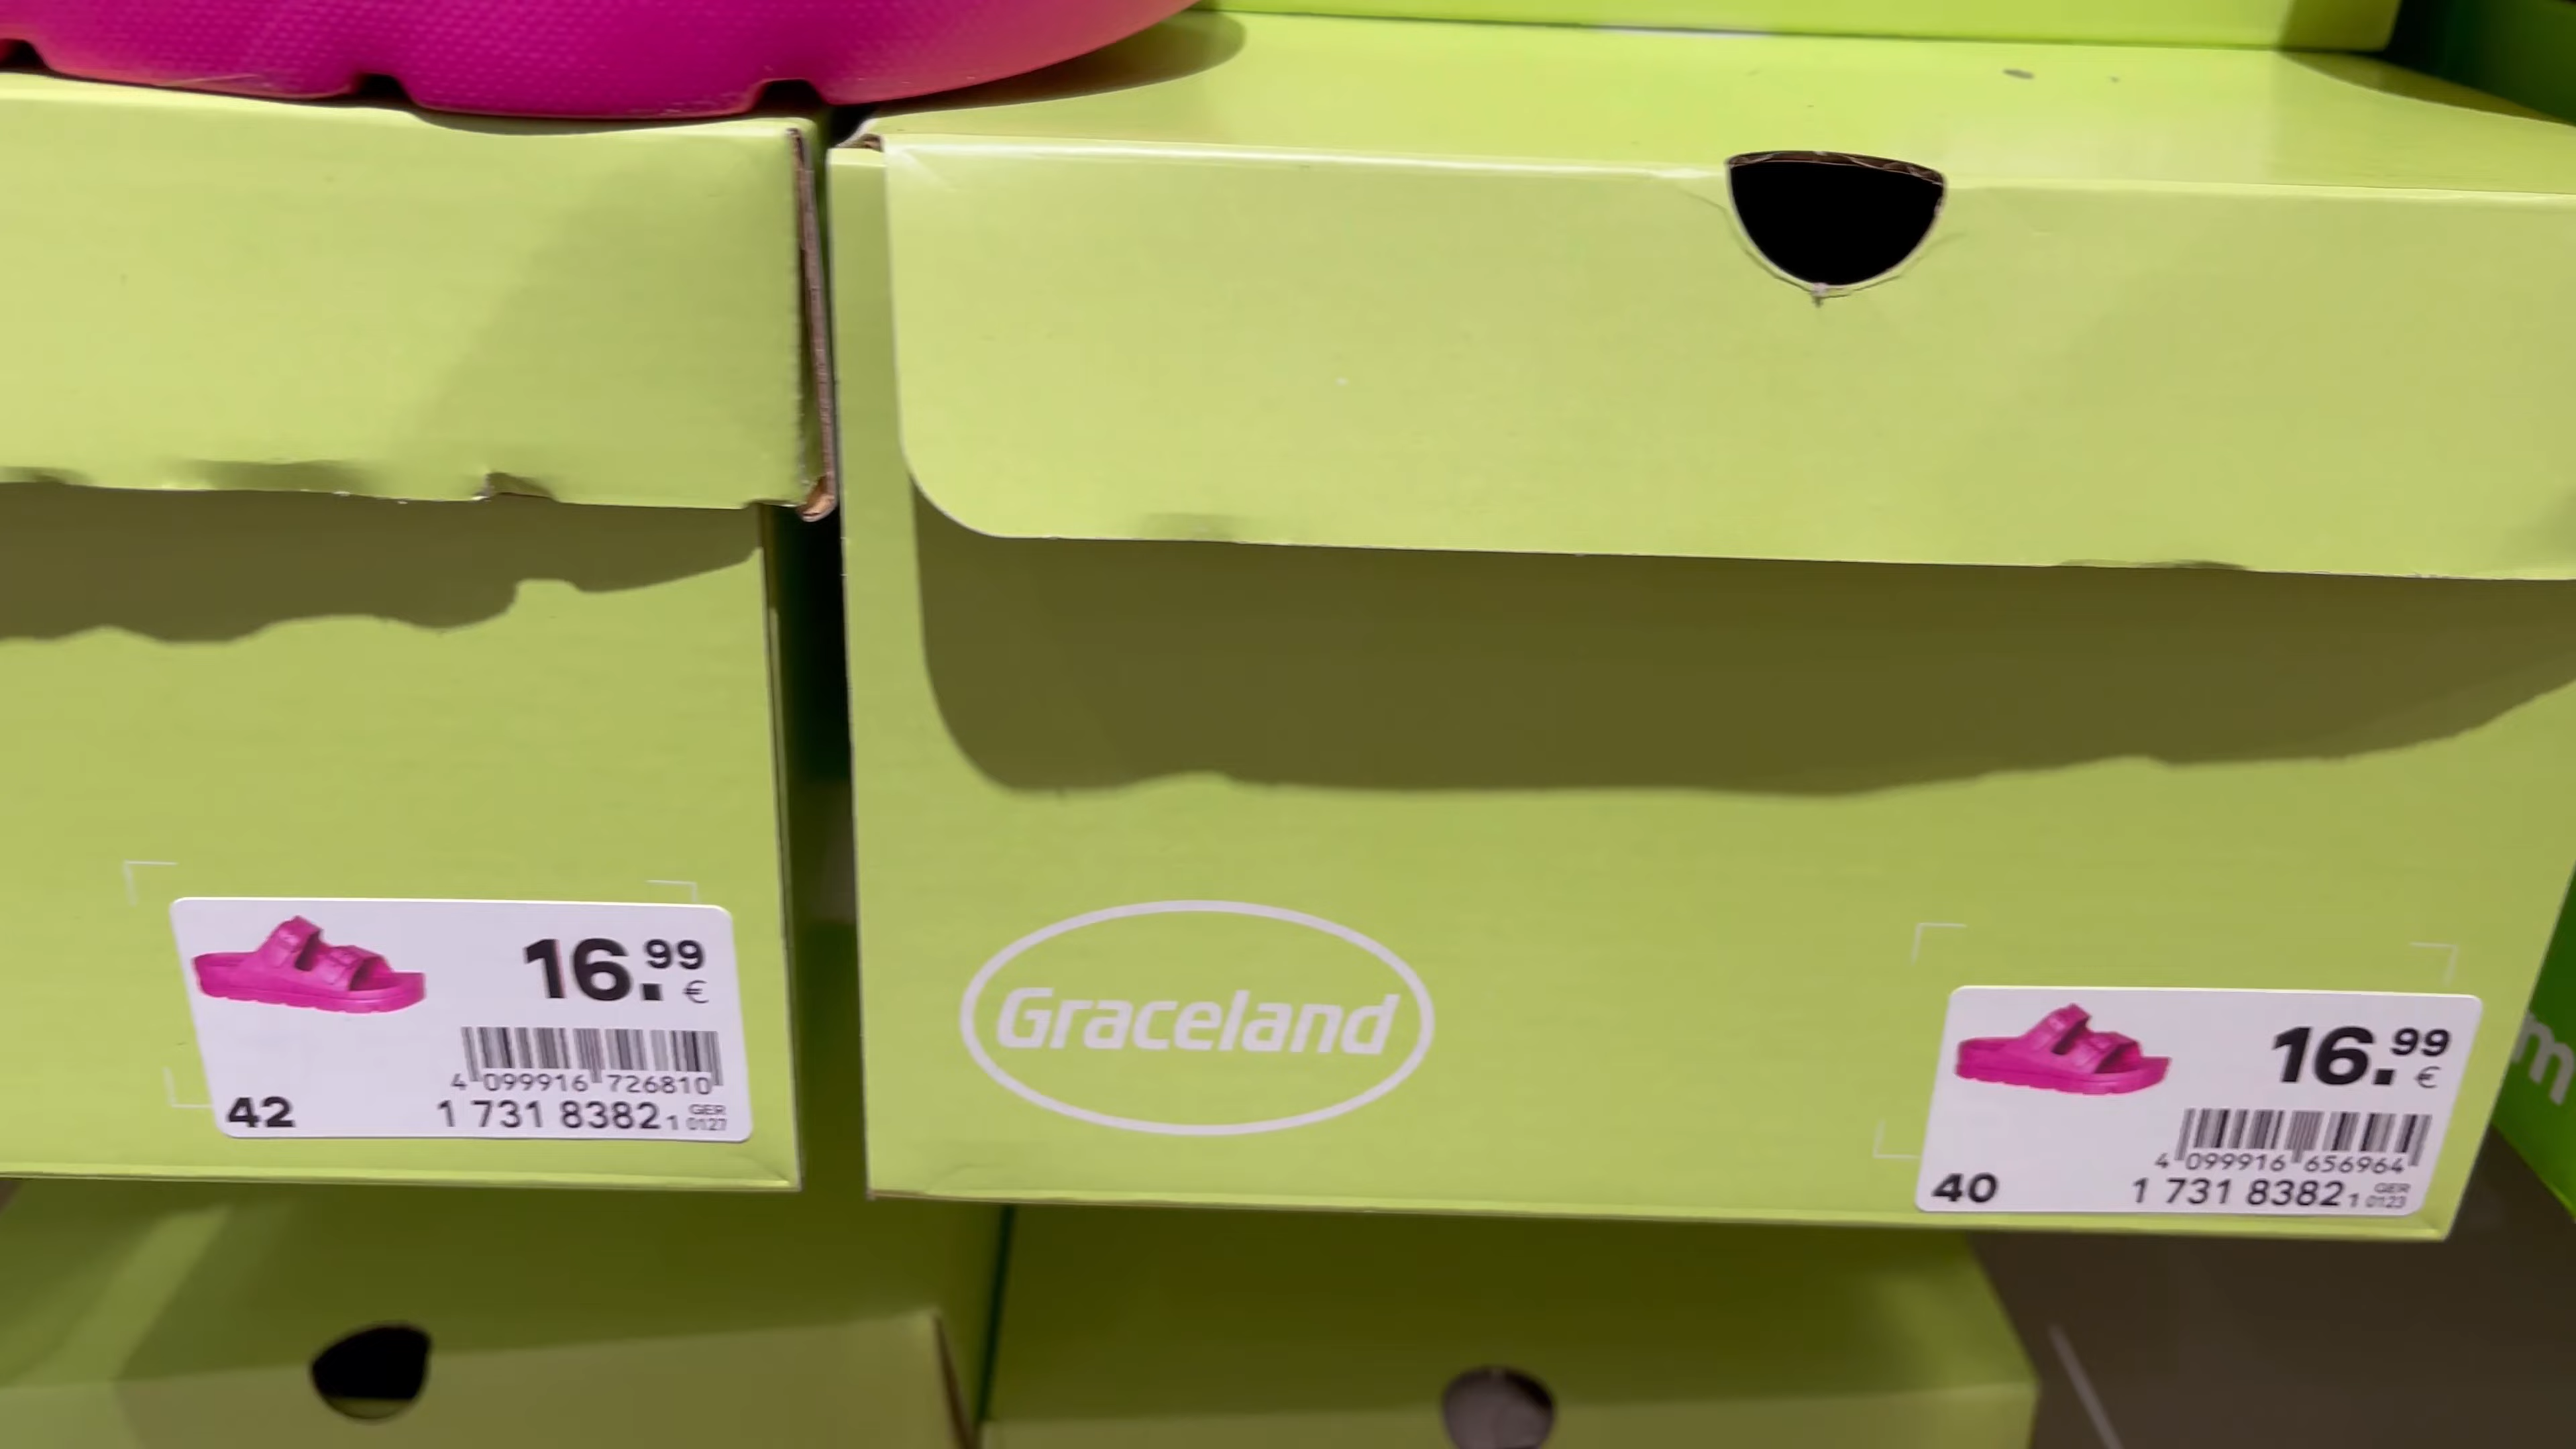 16.99
€
4 099916 726810
42
1 731 8382 1 GER 0127
Graceland
16.99
€
4 099916 656964
40
1 731 8382 1 GER 0123
m